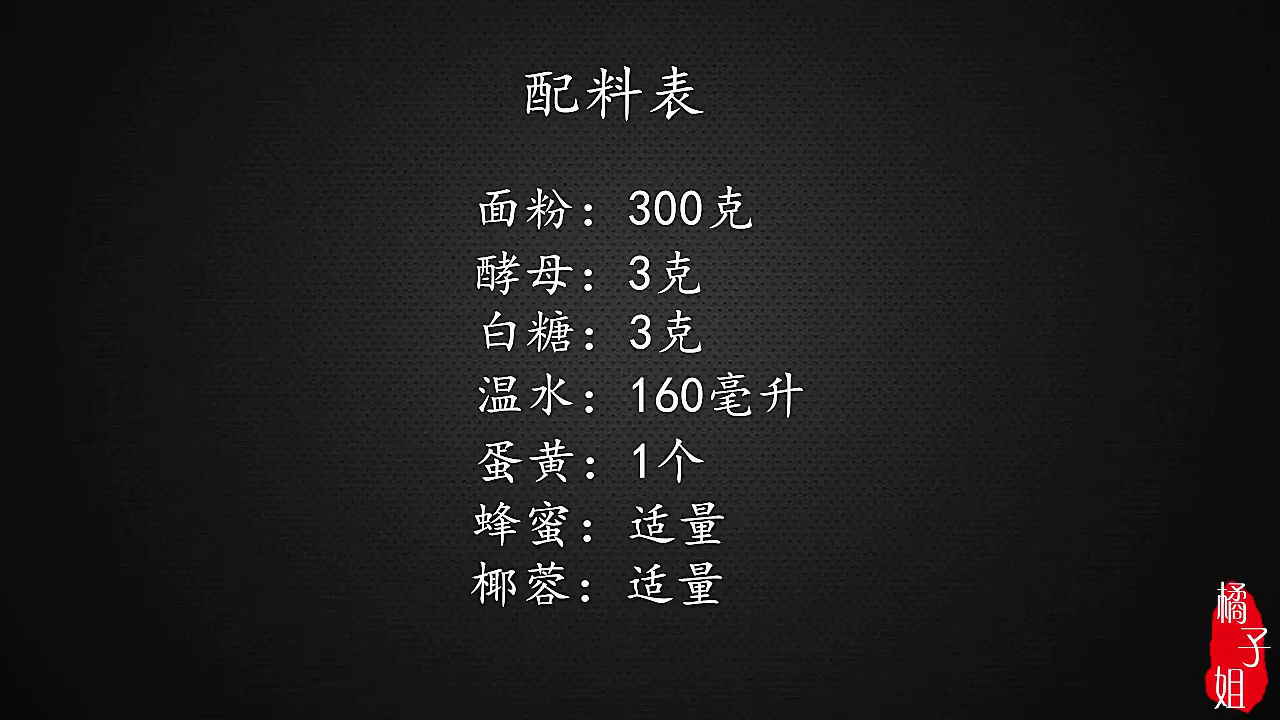 配料表
面粉：300克
酵母：3克
白糖：3克
温水：160毫升
蛋黄：1个
蜂蜜：适量
椰蓉：适量
橘子姐